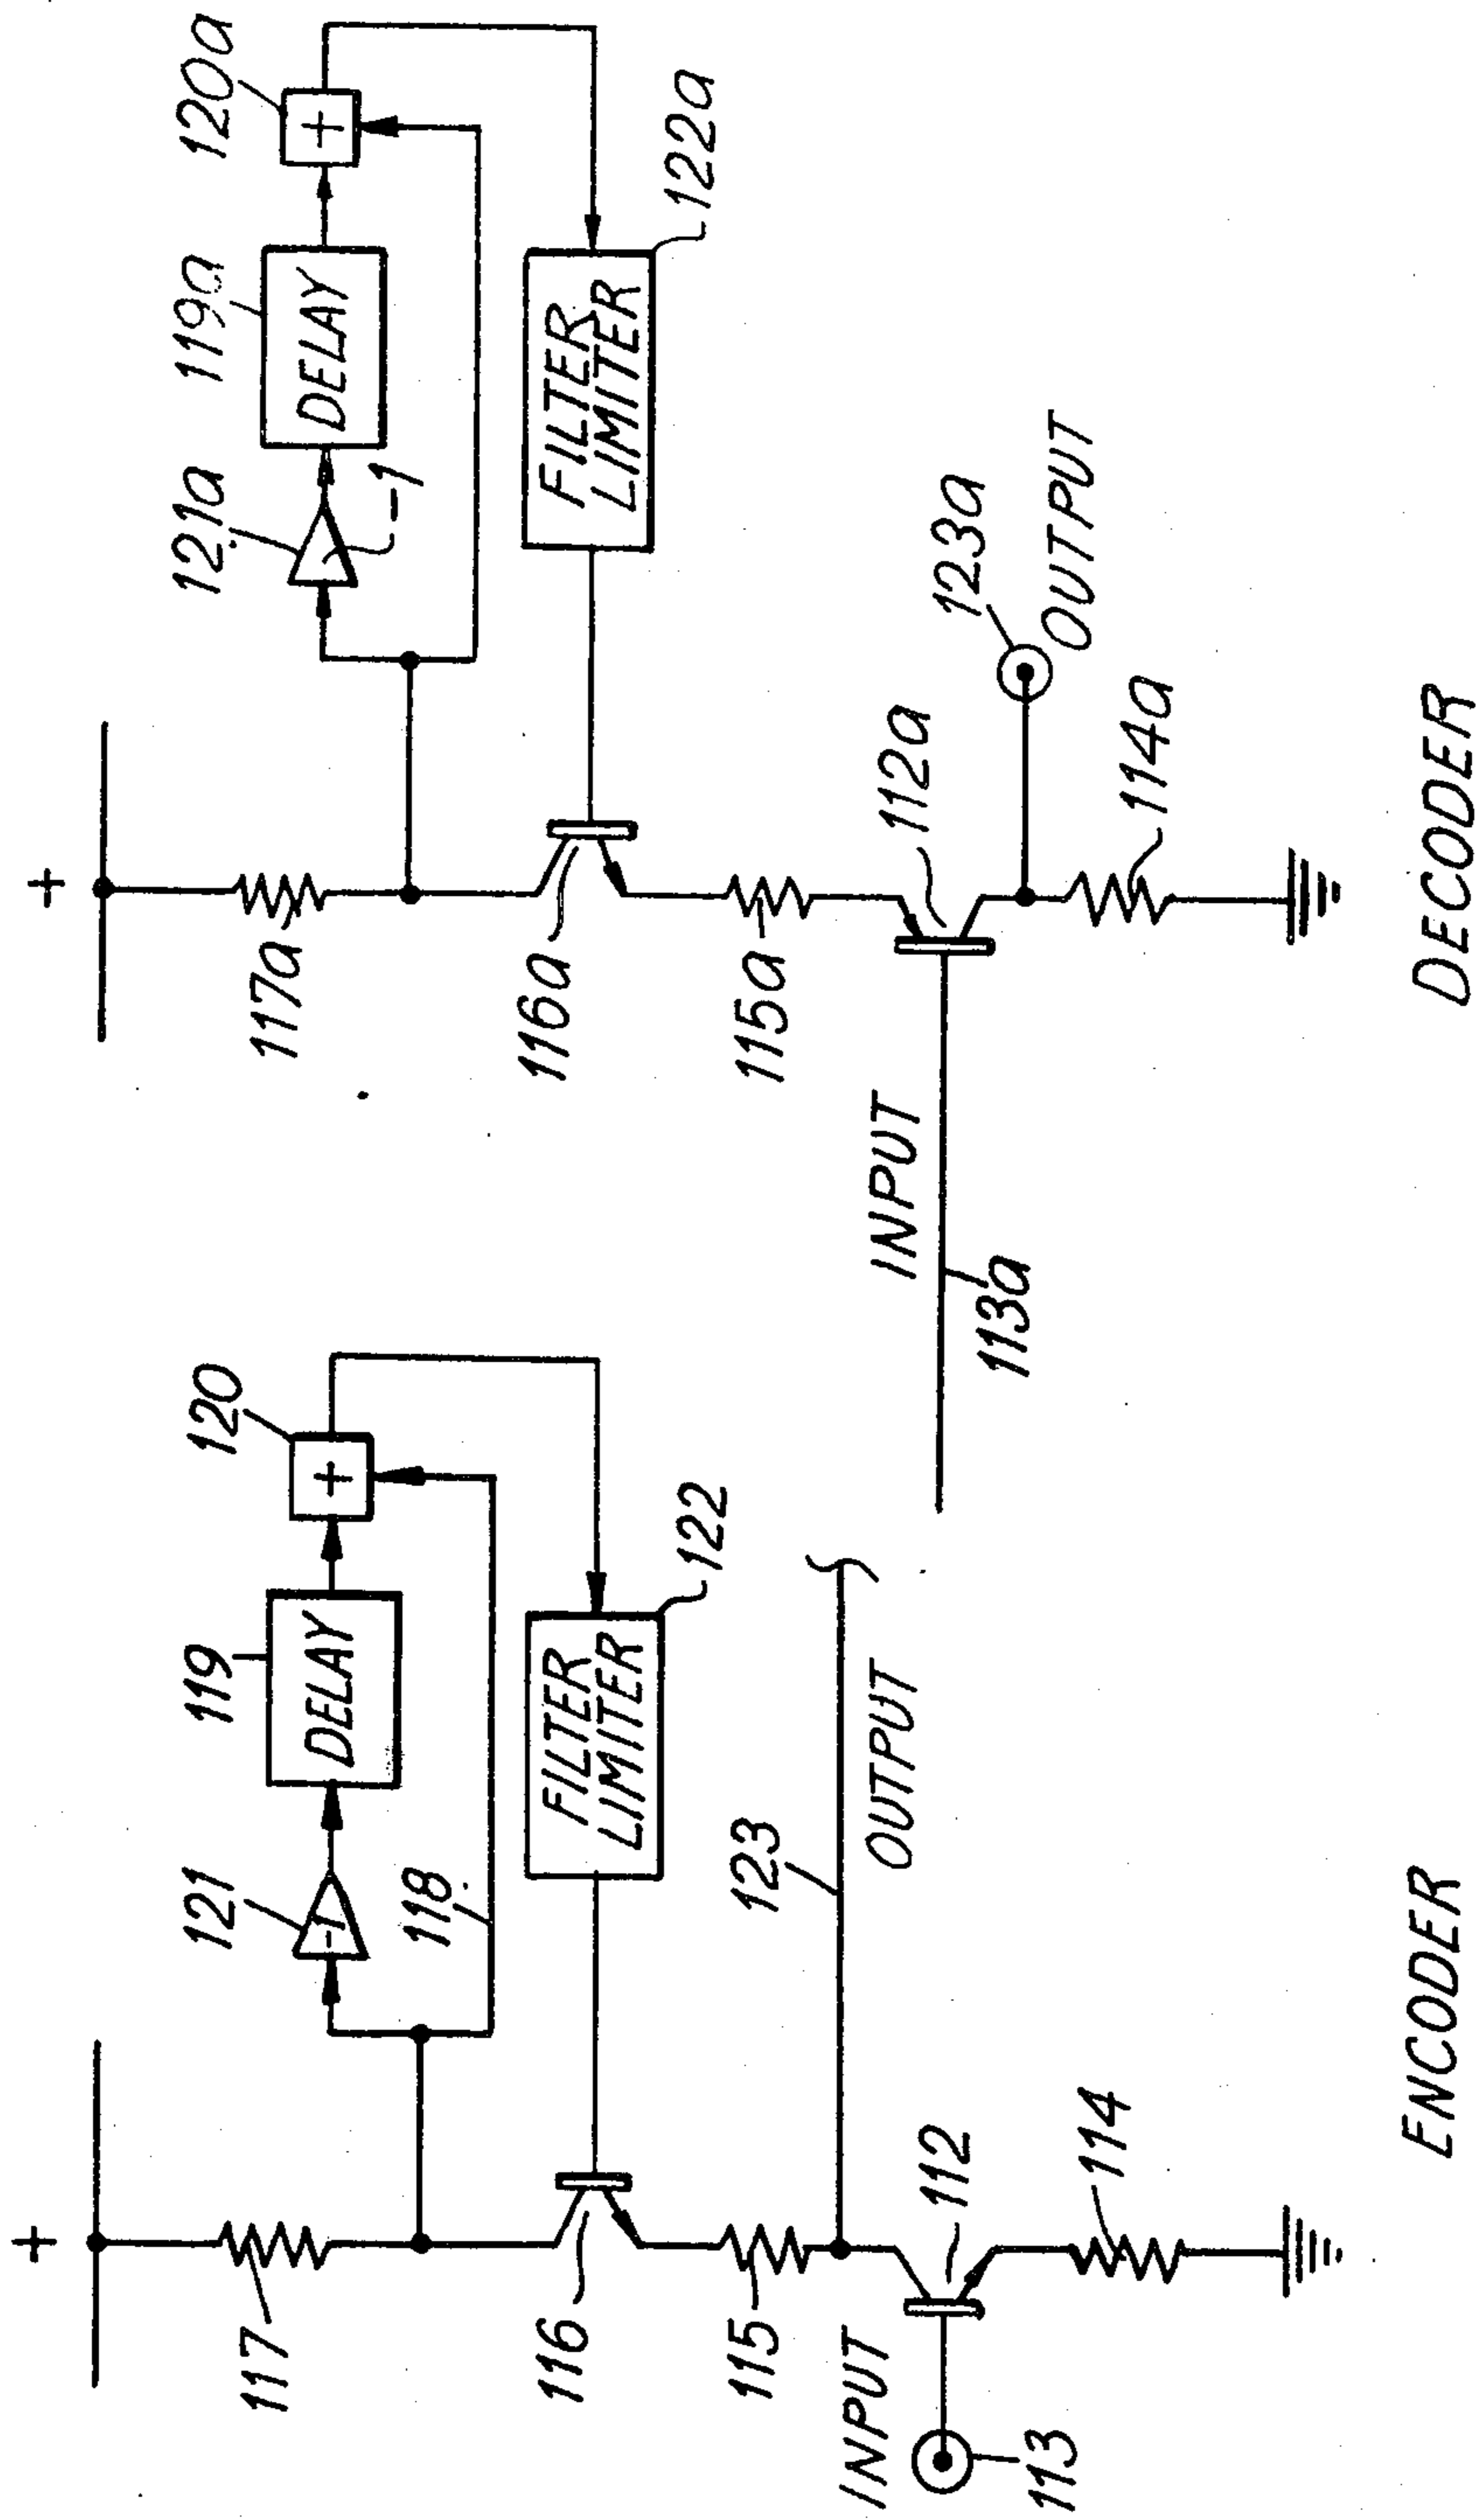 +
117
116
115
INPUT
113
112
114
121
-1
118
119
DELAY
120
+
FILTER
LIMITER
122
123
OUTPUT
ENCODER
+
117a
116a
115a
INPUT
113a
112a
114a
123a
OUTPUT
121a
-1
119a
DELAY
120a
+
FILTER
LIMITER
122a
DECODER